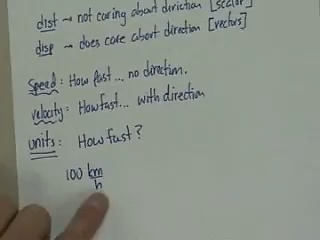 dist → not caring about direction [scalar]
disp → does care about direction [vectors]
Speed: How fast... no direction.
velocity: How fast... with direction
units: How fast?
100 km
h